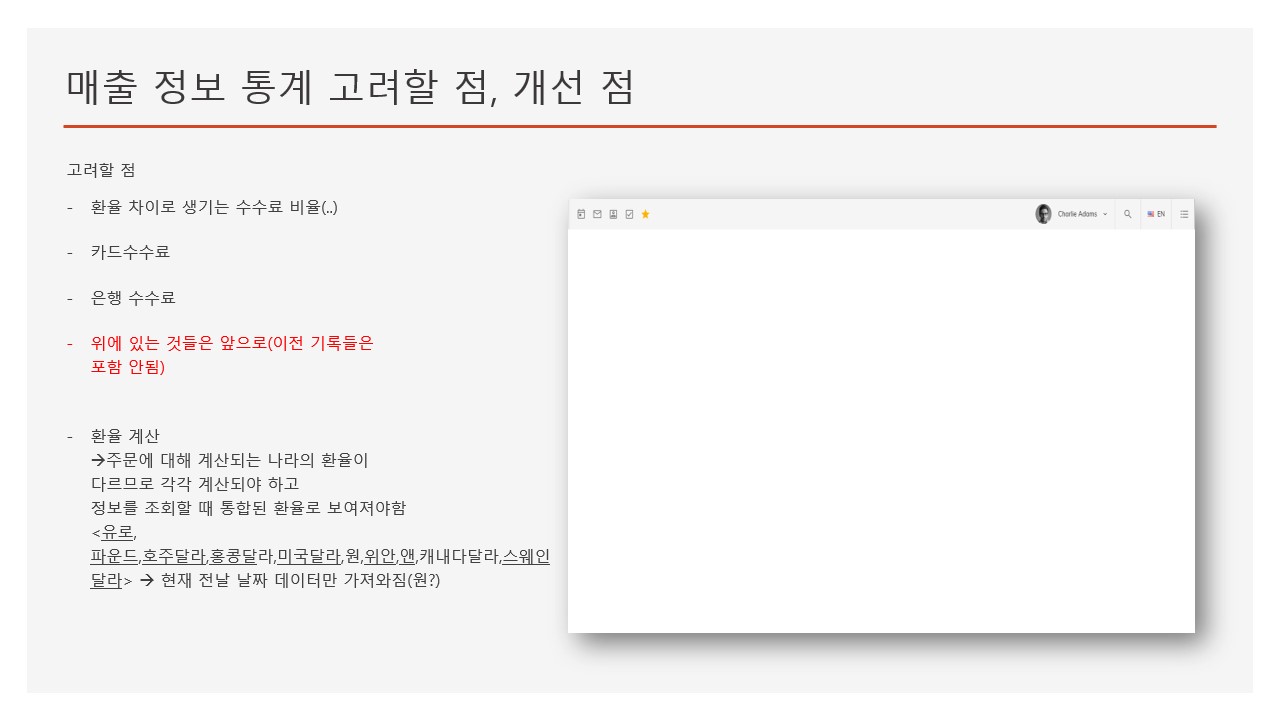 매출 정보 통계 고려할 점, 개선 점
고려할 점
- 환율 차이로 생기는 수수료 비율(..)
- 카드수수료
- 은행 수수료
- 위에 있는 것들은 앞으로(이전 기록들은
포함 안됨)
- 환율 계산
→주문에 대해 계산되는 나라의 환율이
다르므로 각각 계산되야 하고
정보를 조회할 때 통합된 환율로 보여져야함
<유로,
파운드,호주달라,홍콩달라,미국달라,원,위안,앤,캐내다달라,스웨인
달라> → 현재 전날 날짜 데이터만 가져와짐(원?)
Charlie Adams
EN